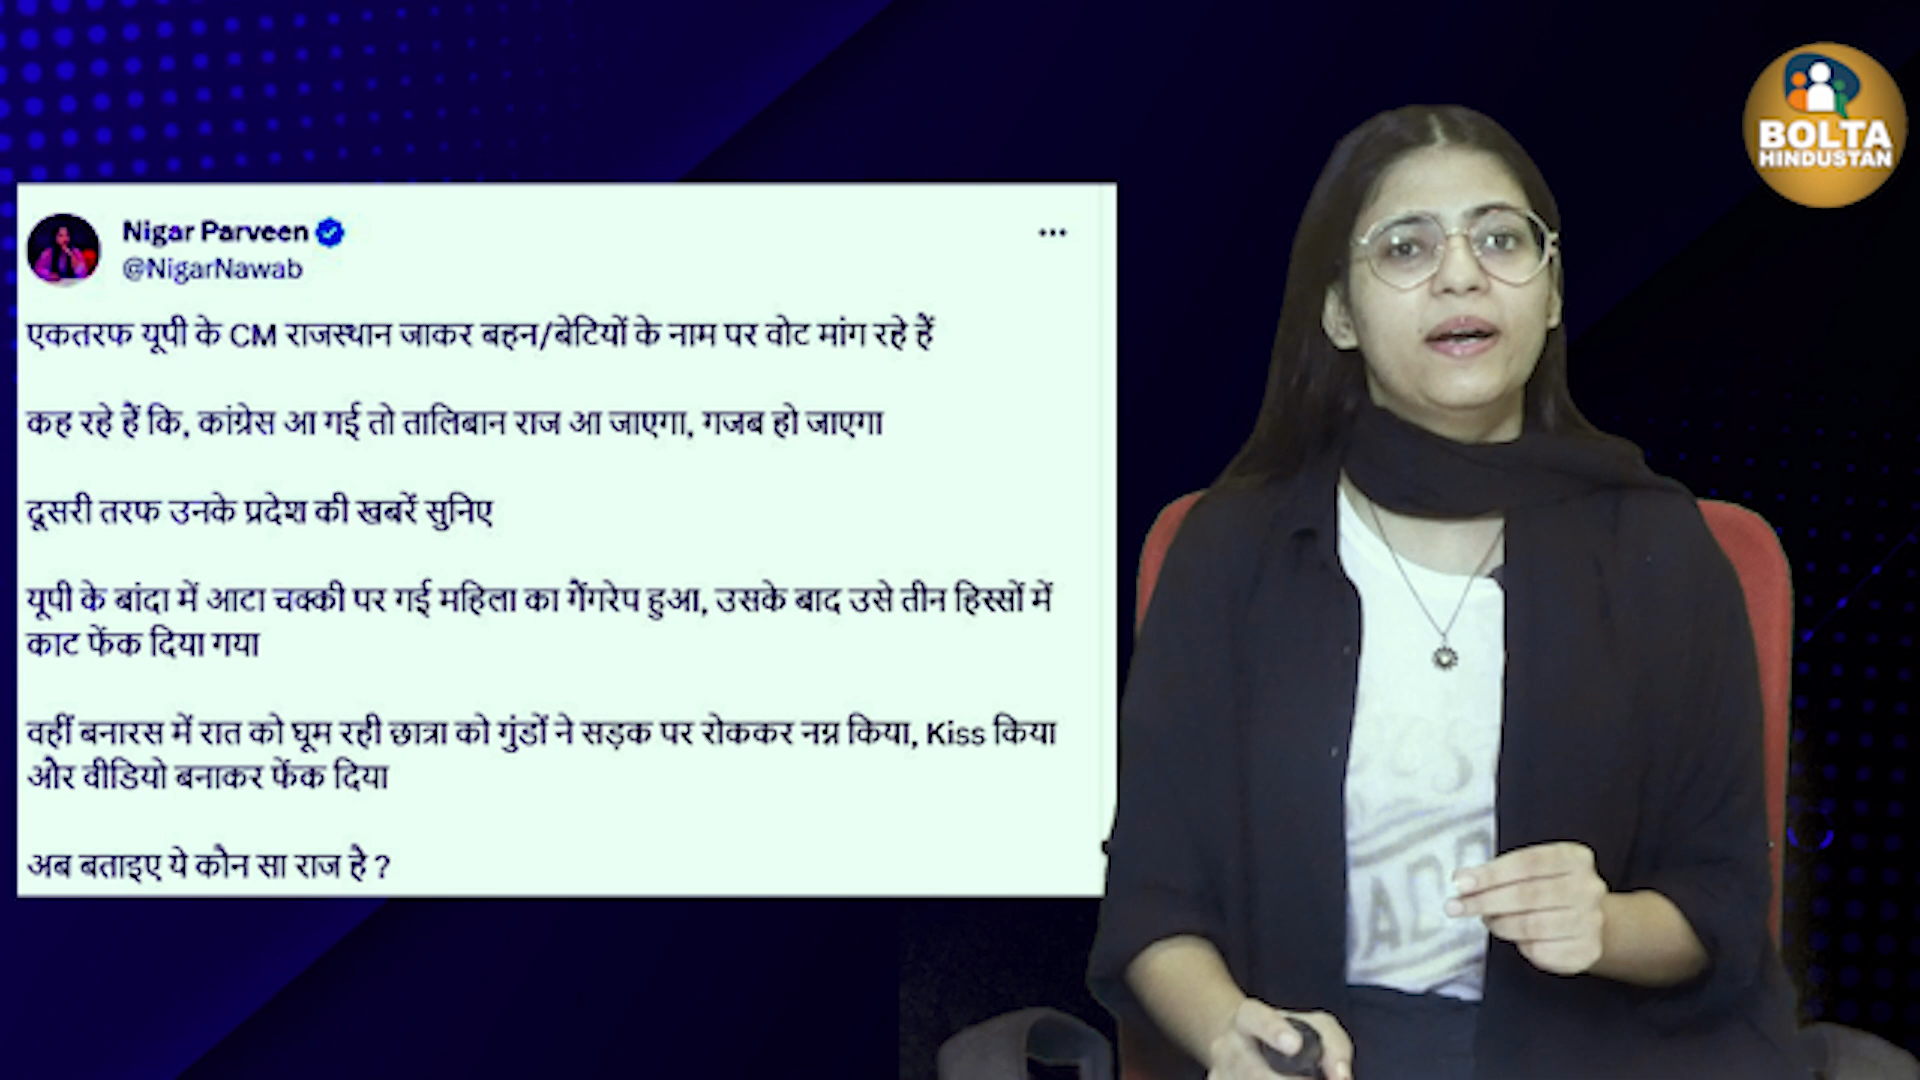 Nigar Parveen
@NigarNawab
एकतरफ यूपी के CM राजस्थान जाकर बहन/बेटियों के नाम पर वोट मांग रहे हैं
कह रहे हैं कि, कांग्रेस आ गई तो तालिबान राज आ जाएगा, गजब हो जाएगा
दूसरी तरफ उनके प्रदेश की खबरें सुनिए
यूपी के बांदा में आटा चक्की पर गई महिला का गैंगरेप हुआ, उसके बाद उसे तीन हिस्सों में
काट फेंक दिया गया
वहीं बनारस में रात को घूम रही छात्रा को गुंडों ने सड़क पर रोककर नग्न किया, Kiss किया
और वीडियो बनाकर फेंक दिया
अब बताइए ये कौन सा राज है ?
BOLTA
HINDUSTAN